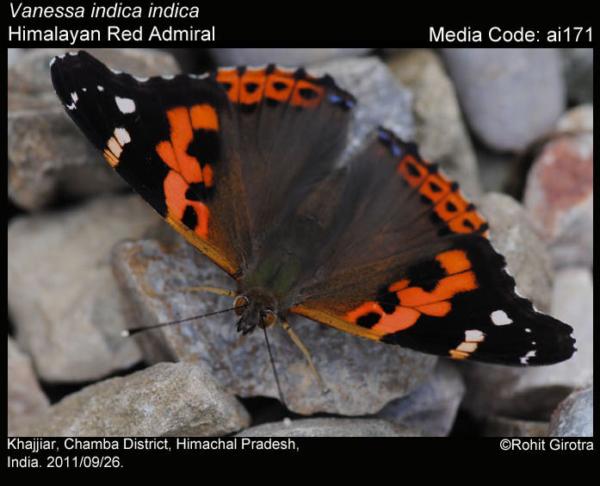 Vanessa indica indica
Himalayan Red Admiral
Media Code: ai171
Khajjiar, Chamba District, Himachal Pradesh,
India. 2011/09/26.
©Rohit Girotra